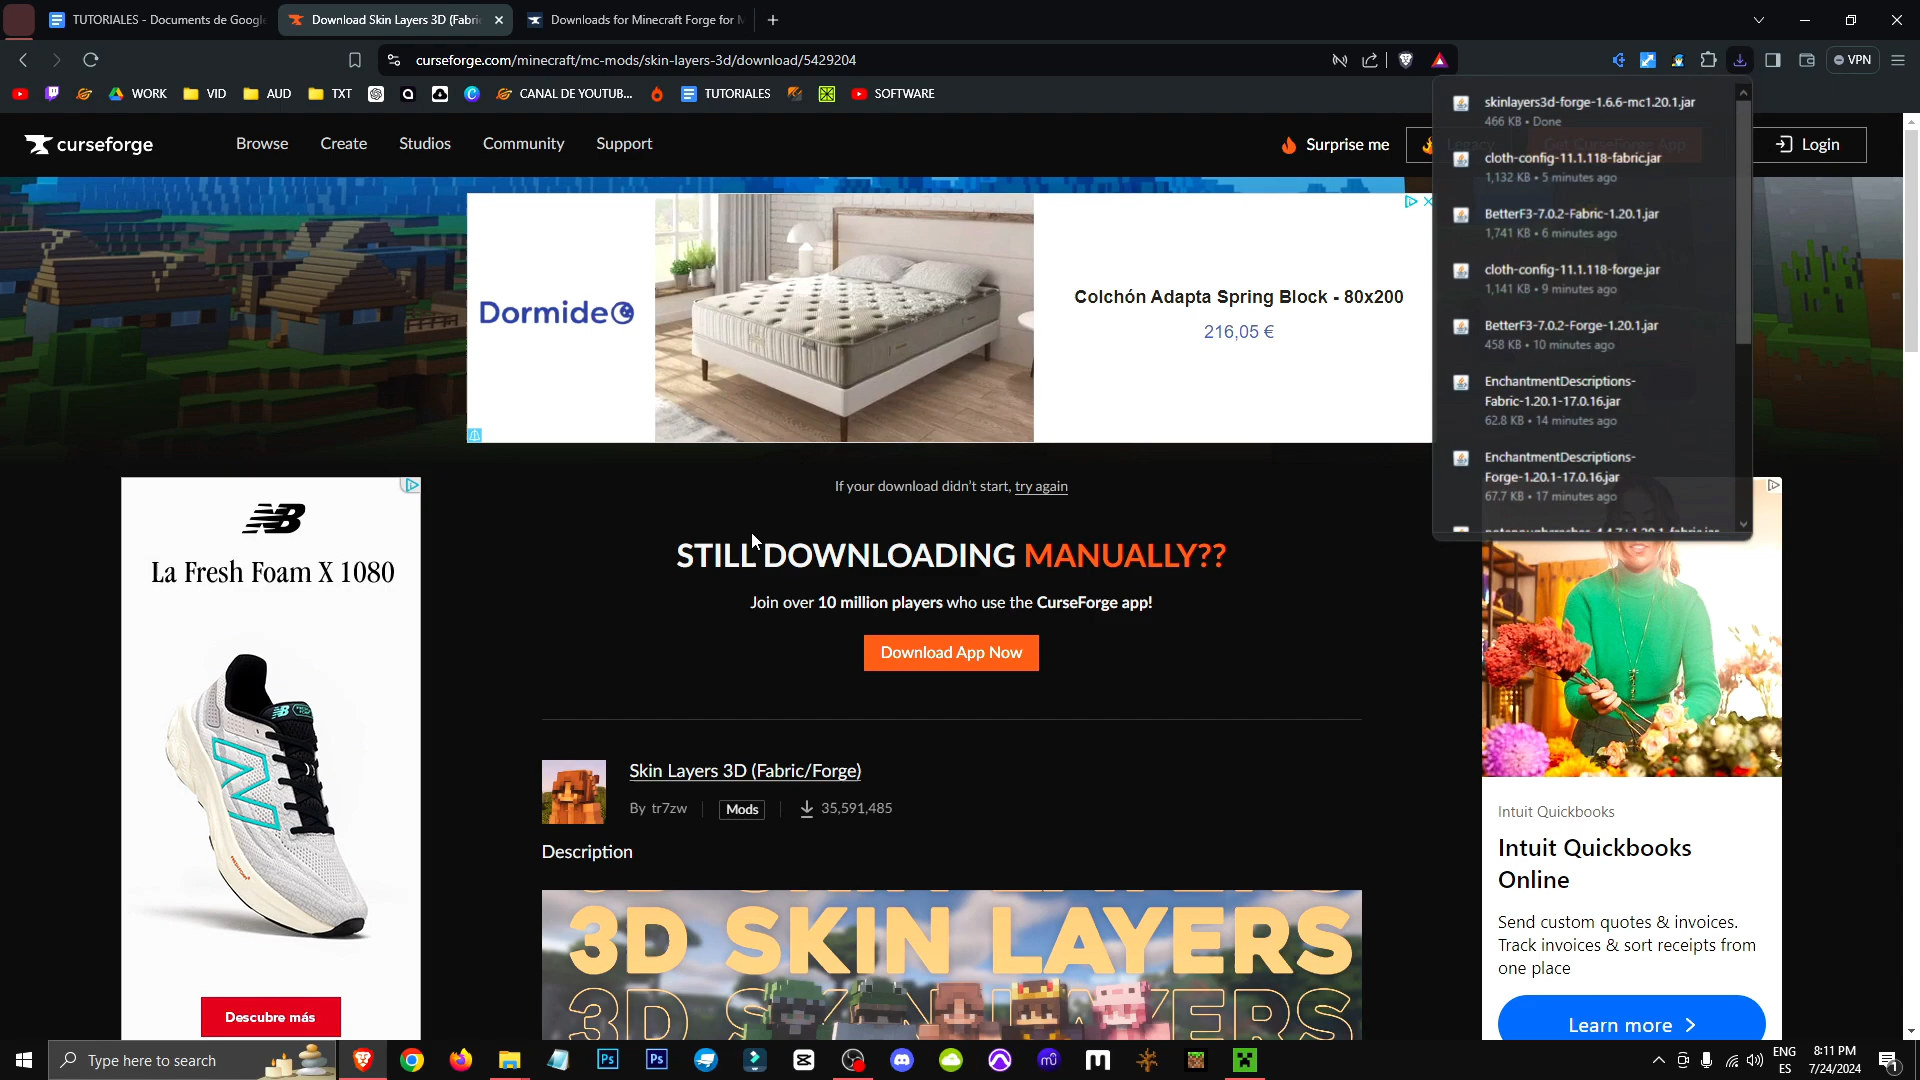 TUTORIALES - Documents de Google
Download Skin Layers 3D (Fabri
Downloads for Minecraft Forge for M
curseforge.com/minecraft/mc-mods/skin-layers-3d/download/5429204
VPN
WORK
VID
AUD
TXT
CANAL DE YOUTUB...
TUTORIALES
SOFTWARE
curseforge
Browse
Create
Studios
Community
Support
Surprise me
Login
skinlayers3d-forge-1.6.6-mc1.20.1.jar
466 KB • Done
cloth-config-11.1.118-fabric.jar
1,132 KB • 5 minutes ago
BetterF3-7.0.2-Fabric-1.20.1.jar
1,741 KB • 6 minutes ago
cloth-config-11.1.118-forge.jar
1,141 KB • 9 minutes ago
BetterF3-7.0.2-Forge-1.20.1.jar
458 KB • 10 minutes ago
EnchantmentDescriptions-
Fabric-1.20.1-17.0.16.jar
62.8 KB • 14 minutes ago
EnchantmentDescriptions-
Forge-1.20.1-17.0.16.jar
67.7 KB • 17 minutes ago
Dormideo
Colchón Adapta Spring Block - 80x200
216,05 €
If your download didn't start, try again
STILL DOWNLOADING MANUALLY??
Join over 10 million players who use the CurseForge app!
Download App Now
La Fresh Foam X 1080
Descubre más
Skin Layers 3D (Fabric/Forge)
By tr7zw
Mods
35,591,485
Description
3D SKIN LAYERS
3D SKIN LAYERS
Intuit Quickbooks
Intuit Quickbooks
Online
Send custom quotes & invoices.
Track invoices & sort receipts from
one place
Learn more
Type here to search
ENG
ES
8:11 PM
7/24/2024
1